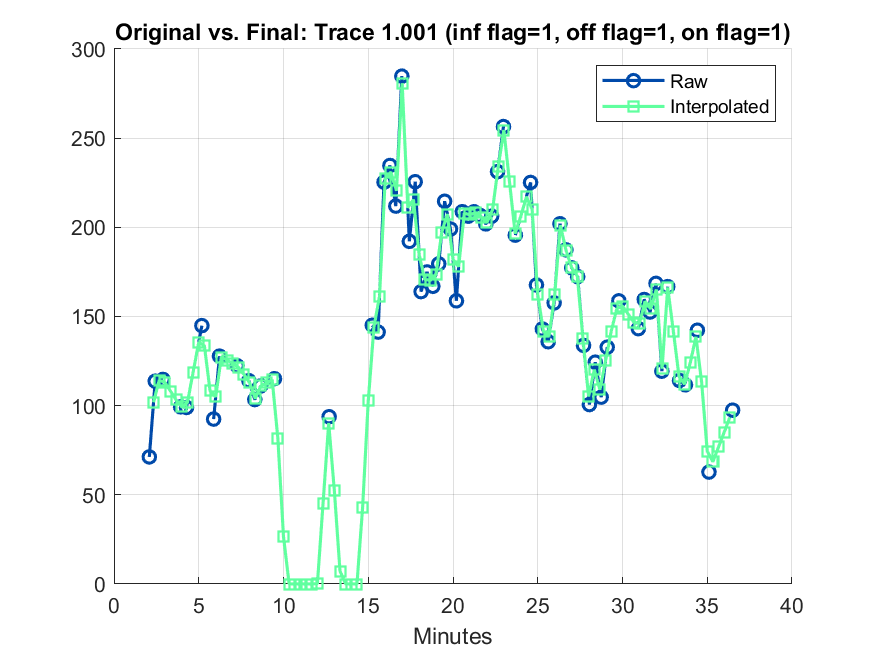 Original vs. Final: Trace 1.001 (inf flag=1, off flag=1, on flag=1)
300
250
200
150
100
50
0
Raw
Interpolated
0 5 10 15 20 25 30 35 40
Minutes